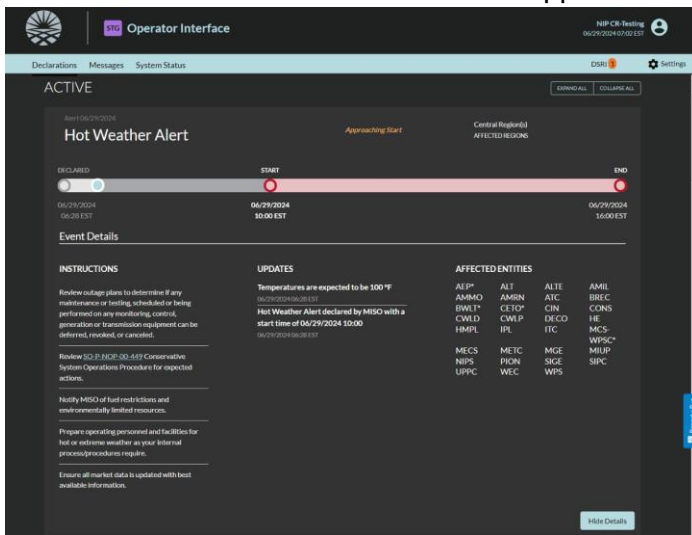 STG Operator Interface
NIP CR-Testing
06/29/2024 07:02 EST
Declarations Messages System Status DSRI 3 Settings
ACTIVE
EXPAND ALL COLLAPSE ALL
Alert 06/29/2024
Hot Weather Alert
Approaching Start
Central Region(s)
AFFECTED REGIONS
DECLARED START END
06/29/2024 06/29/2024 06/29/2024
06:28 EST 10:00 EST 16:00 EST
Event Details
INSTRUCTIONS
Review outage plans to determine if any
maintenance or testing, scheduled or being
performed on any monitoring, control,
generation or transmission equipment can be
deferred, revoked, or canceled.
Review SO-P-NOP-00-449 Conservative
System Operations Procedure for expected
actions.
Notify MISO of fuel restrictions and
environmentally limited resources.
Prepare operating personnel and facilities for
hot or extreme weather as your internal
process/procedures require.
Ensure all market data is updated with best
available information.
UPDATES
Temperatures are expected to be 100 °F
06/29/2024 06:28 EST
Hot Weather Alert declared by MISO with a
start time of 06/29/2024 10:00
06/29/2024 06:28 EST
AFFECTED ENTITIES
AEP* ALT ALTE AMIL
AMMO AMRN ATC BREC
BWLT* CETO* CIN CONS
CWLD CWLP DECO HE
HMPL IPL ITC MCS-
WPSC*
MECS METC MGE MIUP
NIPS PION SIGE SIPC
UPPC WEC WPS
Hide Details